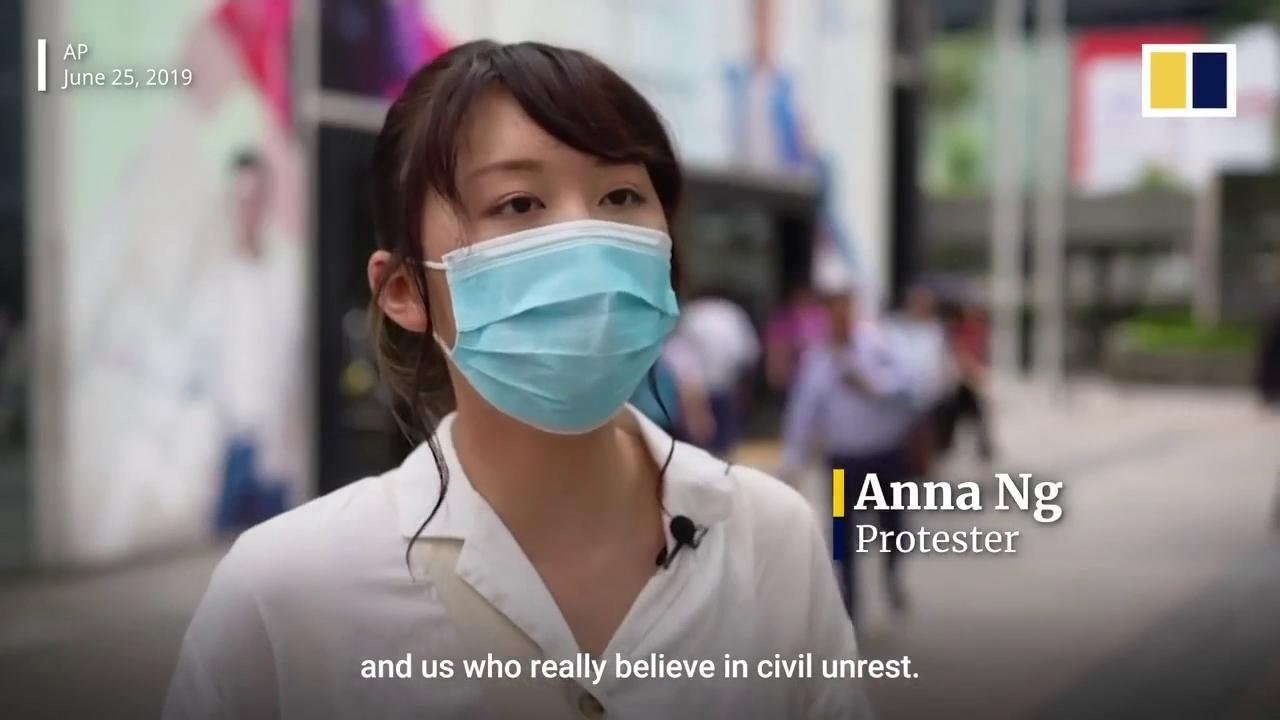 AP
June 25, 2019
Anna Ng
Protester
and us who really believe in civil unrest.